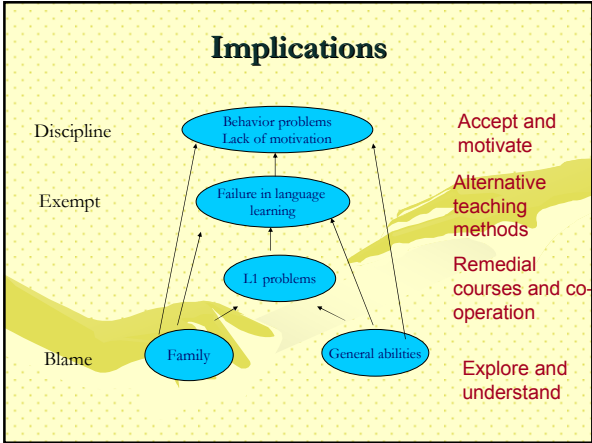 Implications
Discipline
Behavior problems
Lack of motivation
Accept and
motivate
Exempt
Failure in language
learning
Alternative
teaching
methods
L1 problems
Remedial
courses and co-
operation
Blame
Family
General abilities
Explore and
understand